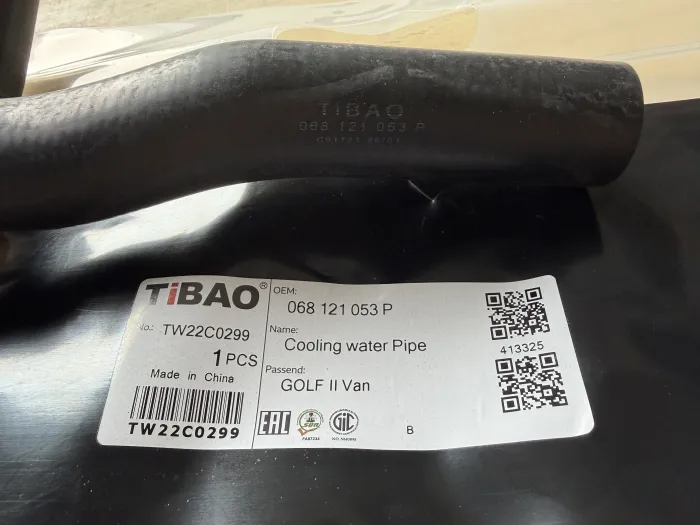 TiBAO
068 121 053 P
TiBAO®
OEM:
068 121 053 P
No.: TW22C0299
Name:
Cooling water Pipe
1 PCS
Made in China
Passend:
GOLF II Van
TW22C0299
413325
EAC
GiC
B